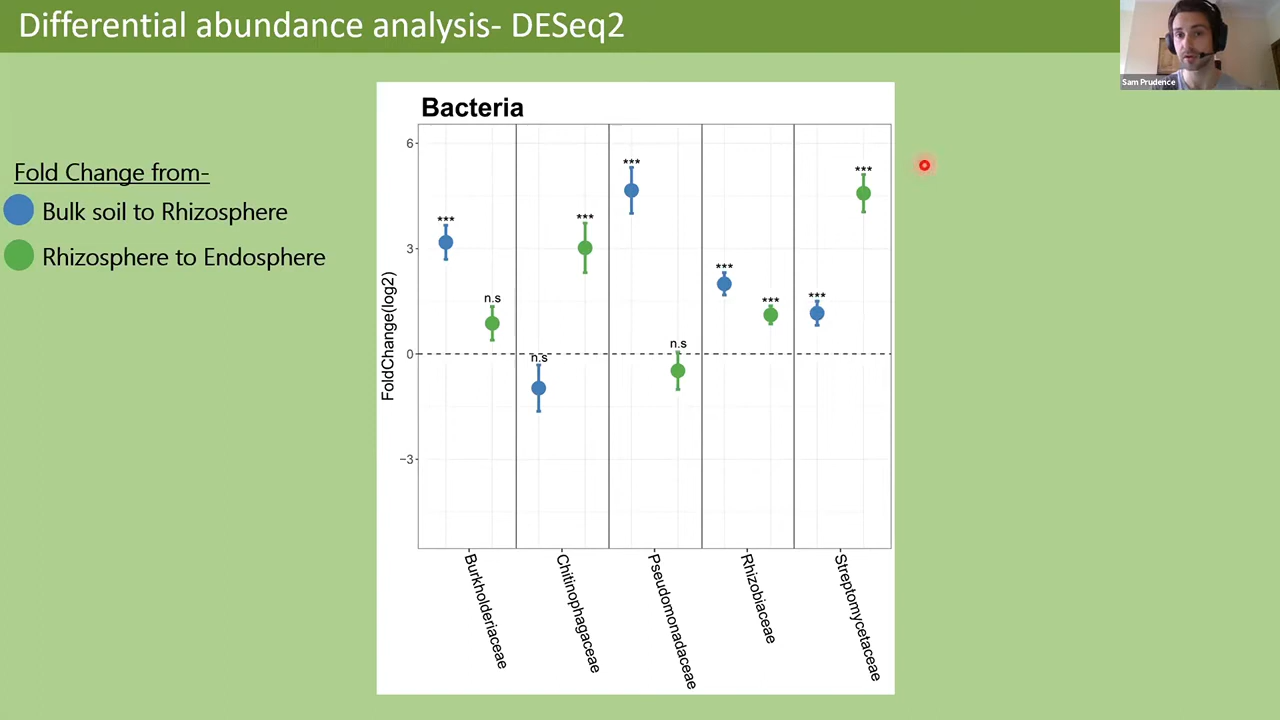 Differential abundance analysis- DESeq2
Sam Prudence
Fold Change from-
Bulk soil to Rhizosphere
Rhizosphere to Endosphere
Bacteria
FoldChange(log2)
6
3
0
−3
***
n.s
n.s
***
***
n.s
***
***
***
***
Burkholderiaceae
Chitinophagaceae
Pseudomonadaceae
Rhizobiaceae
Streptomycetaceae